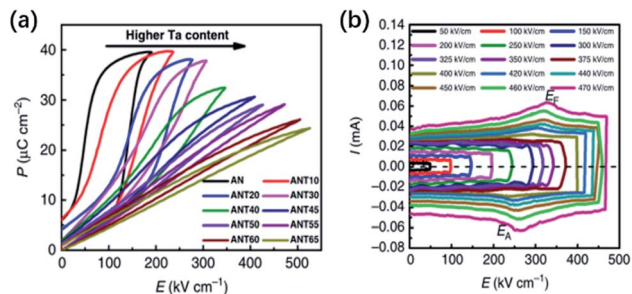 (a)
Higher Ta content
40
30
20
10
0
P (μC cm⁻²)
AN ANT10
ANT20 ANT30
ANT40 ANT45
ANT50 ANT55
ANT60 ANT65
0 100 200 300 400 500
E (kV cm⁻¹)
(b)
0.14
0.12
0.10
0.08
0.06
0.04
0.02
0.00
−0.02
−0.04
−0.06
−0.08
I (mA)
50 kV/cm 100 kV/cm 150 kV/cm
200 kV/cm 250 kV/cm 300 kV/cm
325 kV/cm 350 kV/cm 375 kV/cm
400 kV/cm 420 kV/cm 440 kV/cm
450 kV/cm 460 kV/cm 470 kV/cm
E_F
E_A
0 100 200 300 400 500
E (kV cm⁻¹)